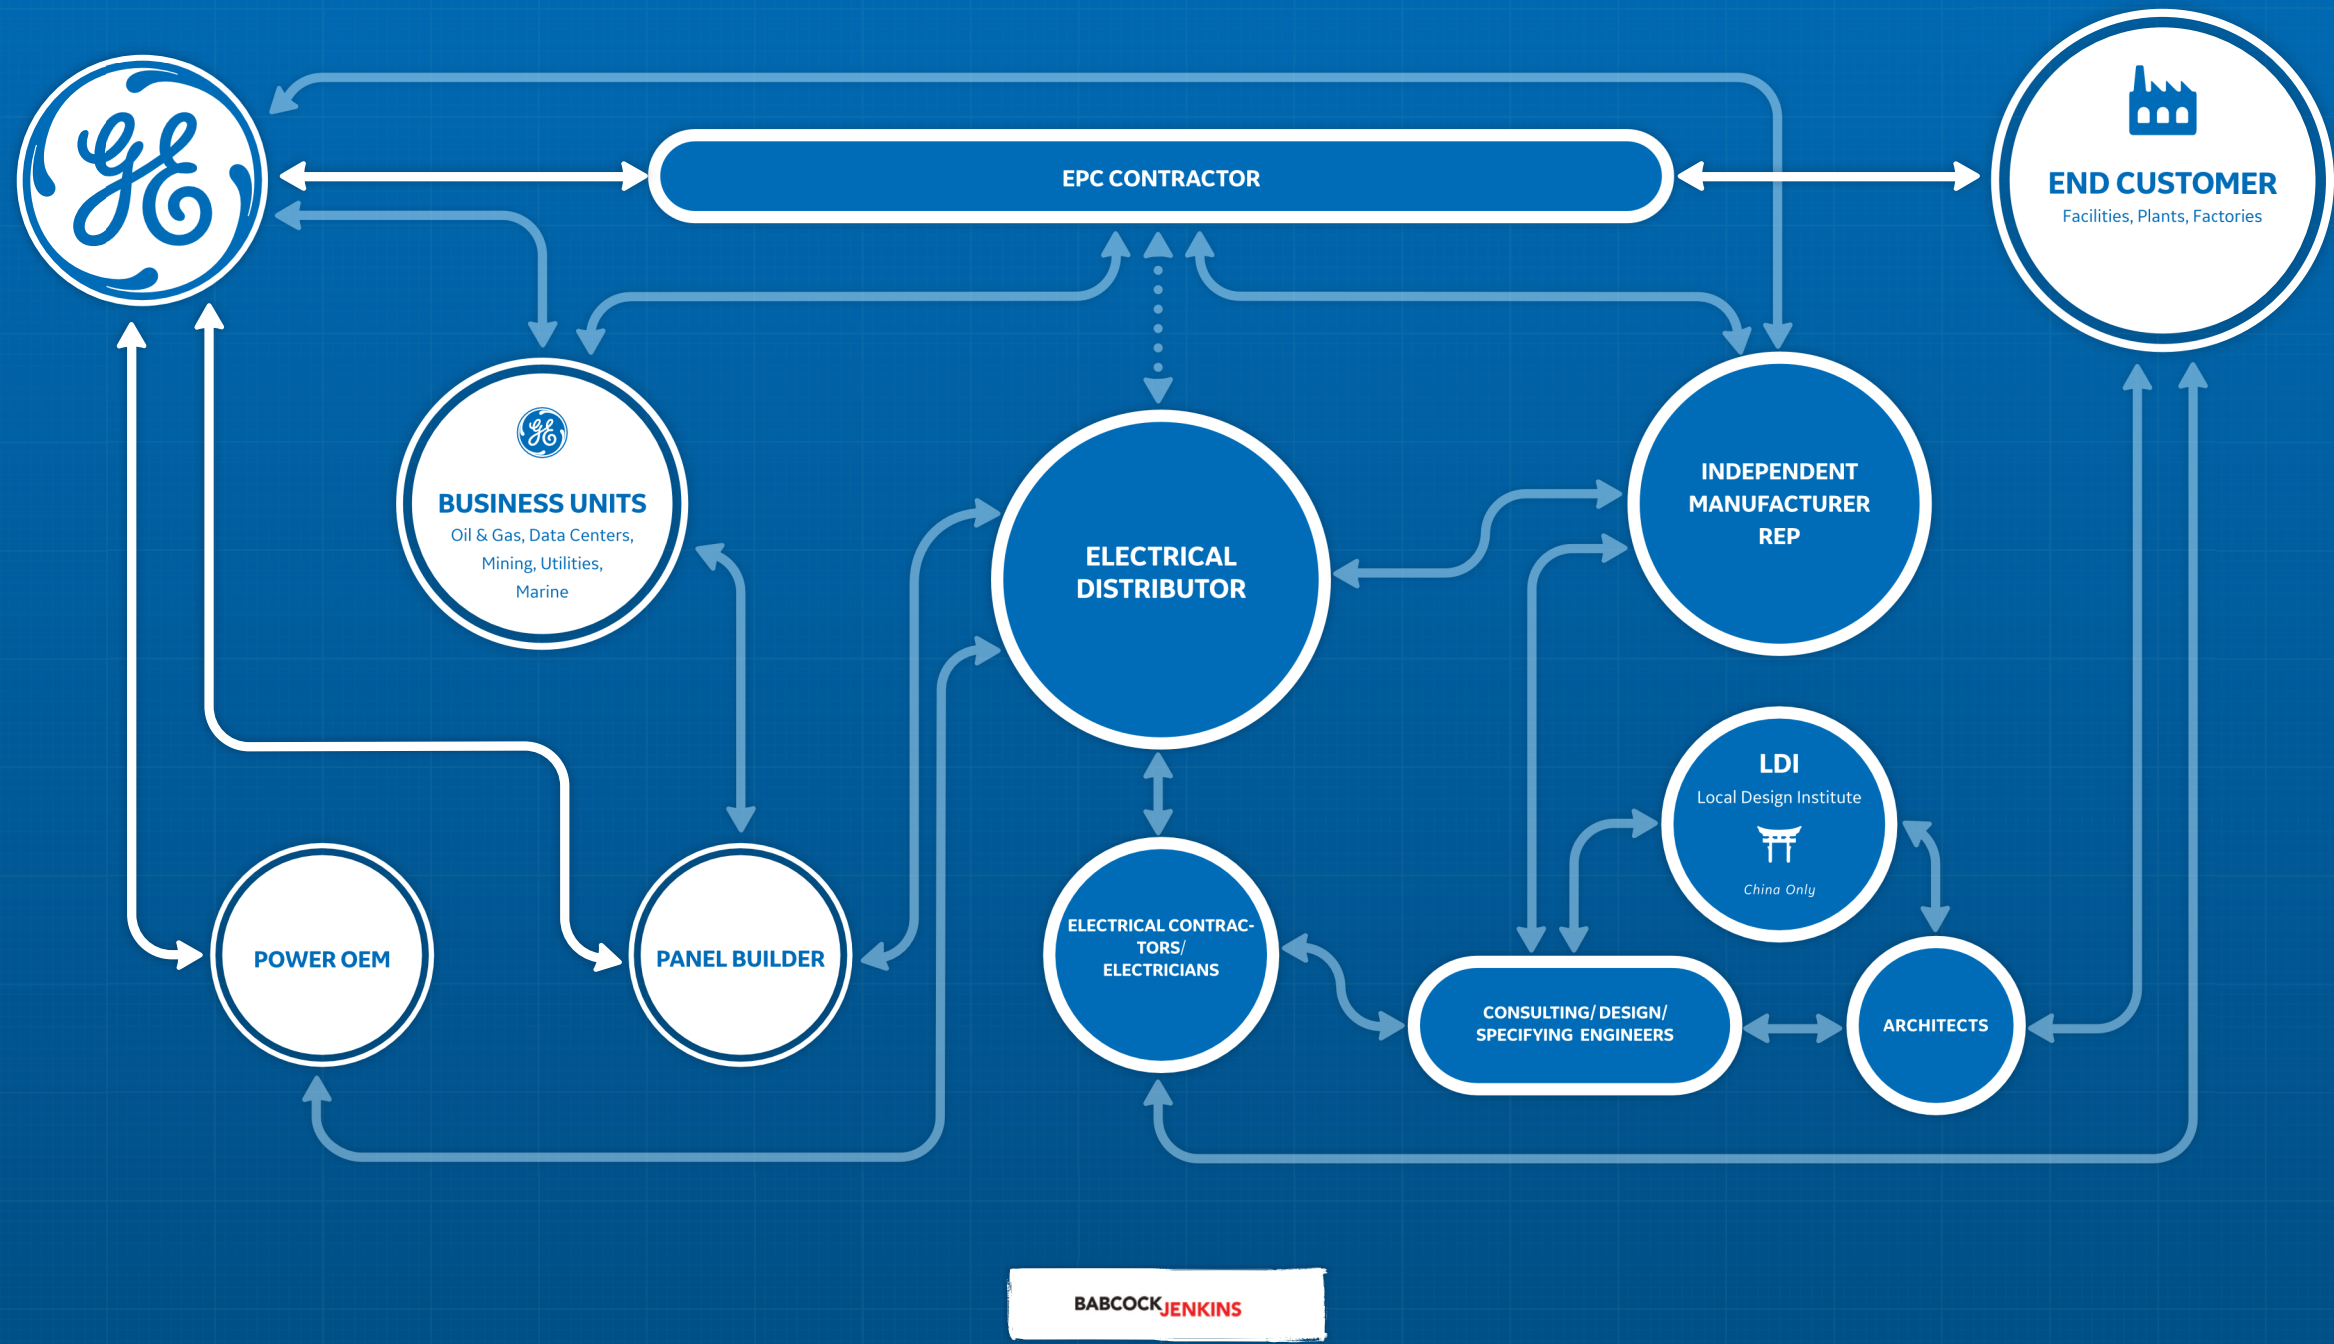 GE
EPC CONTRACTOR
END CUSTOMER
Facilities, Plants, Factories
GE
BUSINESS UNITS
Oil & Gas, Data Centers,
Mining, Utilities,
Marine
ELECTRICAL
DISTRIBUTOR
INDEPENDENT
MANUFACTURER
REP
LDI
Local Design Institute
China Only
POWER OEM
PANEL BUILDER
ELECTRICAL CONTRAC-
TORS/
ELECTRICIANS
CONSULTING/ DESIGN/
SPECIFYING ENGINEERS
ARCHITECTS
BABCOCKJENKINS